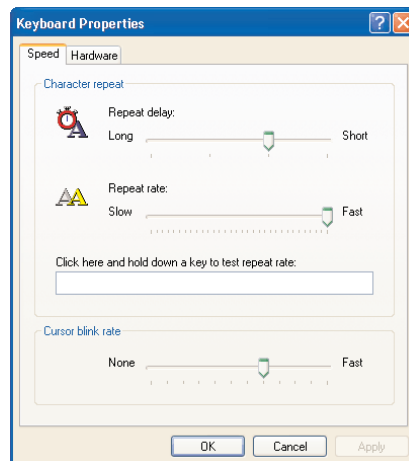 Keyboard Properties
Speed Hardware
Character repeat
Repeat delay:
Long Short
Repeat rate:
Slow Fast
Click here and hold down a key to test repeat rate:
Cursor blink rate
None Fast
OK Cancel Apply